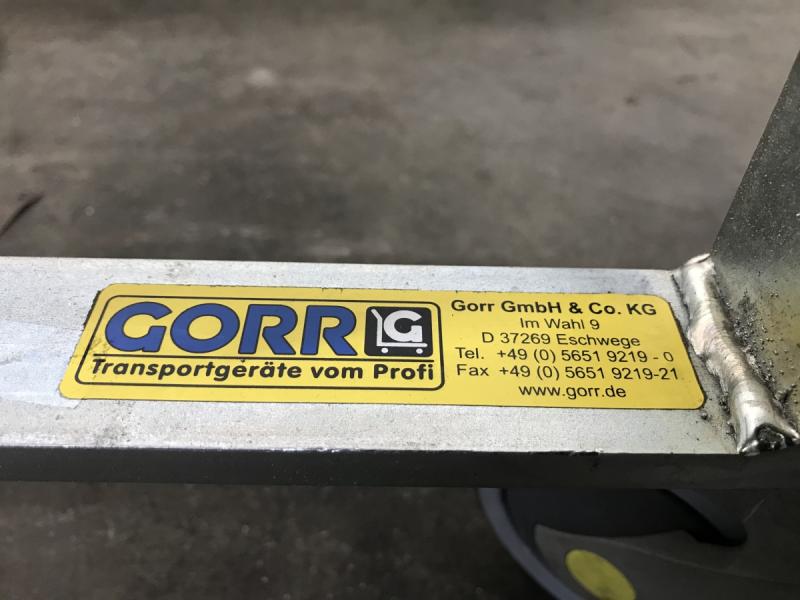 GORR G
Transportgeräte vom Profi
Gorr GmbH & Co. KG
Im Wahl 9
D 37269 Eschwege
Tel. +49 (0) 5651 9219 - 0
Fax +49 (0) 5651 9219-21
www.gorr.de